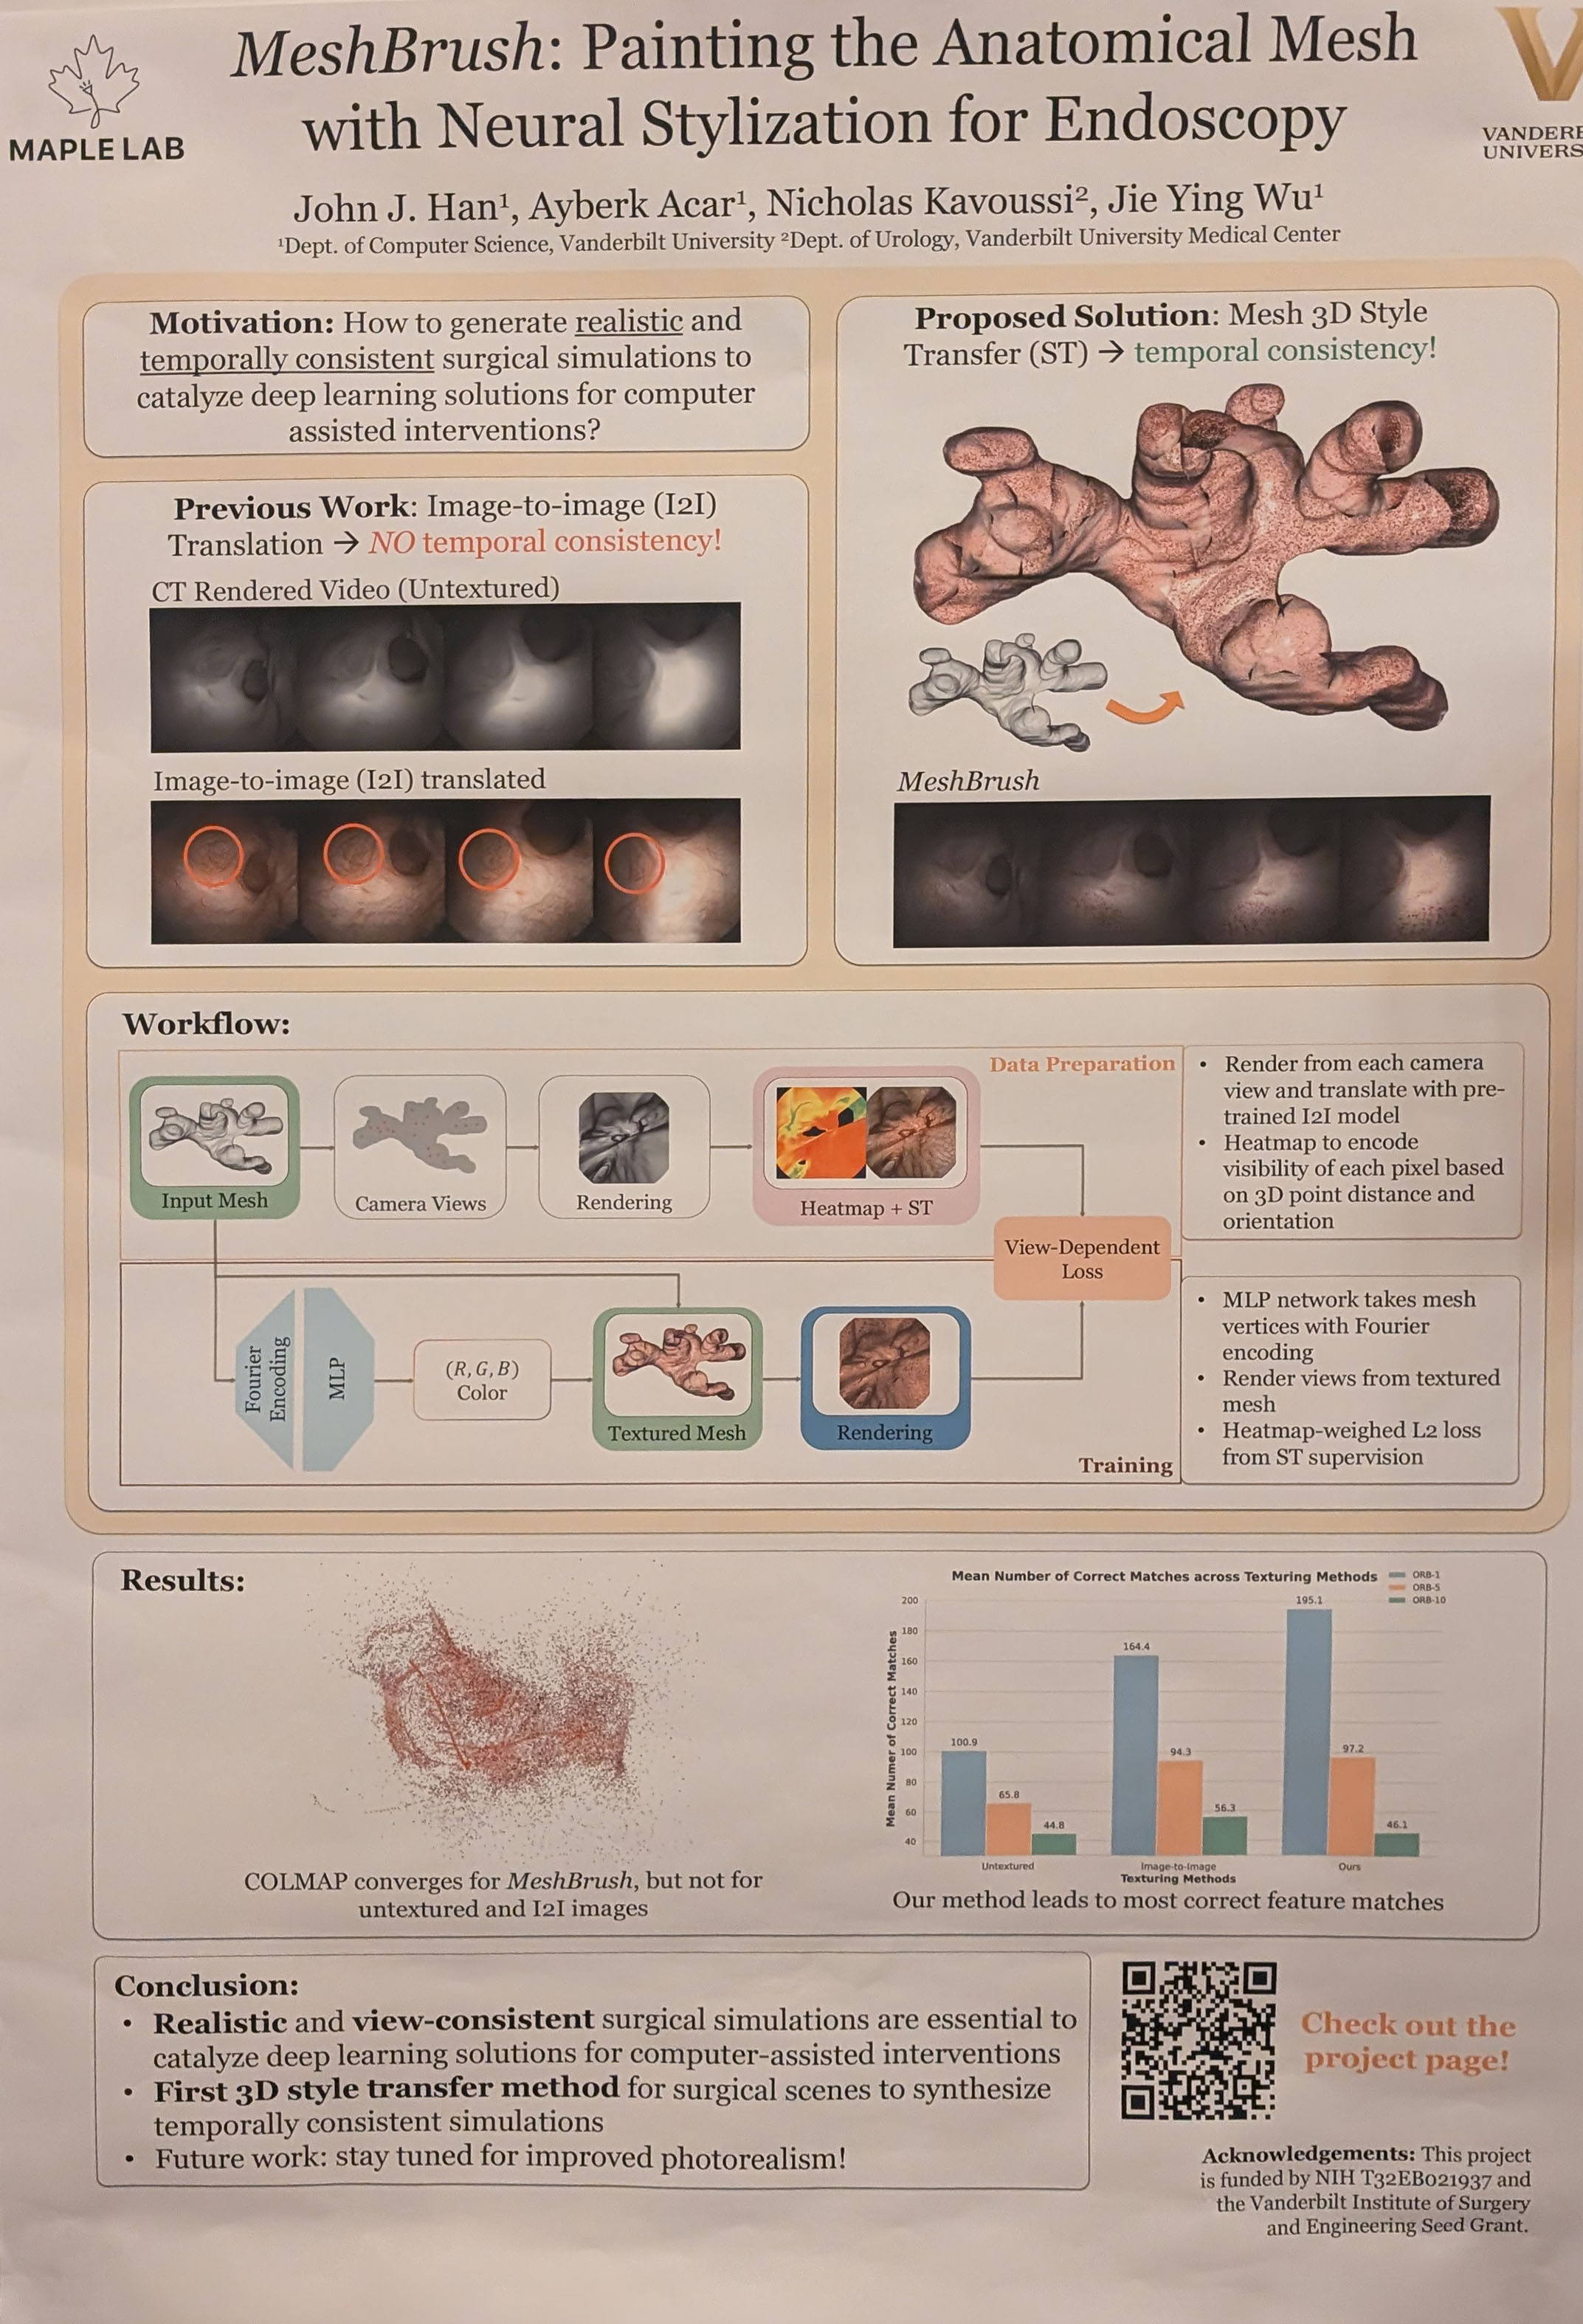 MAPLE LAB
MeshBrush: Painting the Anatomical Mesh
with Neural Stylization for Endoscopy
John J. Han¹, Ayberk Acar¹, Nicholas Kavoussi², Jie Ying Wu¹
¹Dept. of Computer Science, Vanderbilt University ²Dept. of Urology, Vanderbilt University Medical Center
Motivation: How to generate realistic and
temporally consistent surgical simulations to
catalyze deep learning solutions for computer
assisted interventions?
Previous Work: Image-to-image (I2I)
Translation → NO temporal consistency!
CT Rendered Video (Untextured)
Image-to-image (I2I) translated
Proposed Solution: Mesh 3D Style
Transfer (ST) → temporal consistency!
MeshBrush
Workflow:
Data Preparation
Input Mesh
Camera Views
Rendering
Heatmap + ST
View-Dependent
Loss
Fourier
Encoding
MLP
(R, G, B)
Color
Textured Mesh
Rendering
Training
• Render from each camera
view and translate with pre-
trained I2I model
• Heatmap to encode
visibility of each pixel based
on 3D point distance and
orientation
• MLP network takes mesh
vertices with Fourier
encoding
• Render views from textured
mesh
• Heatmap-weighed L2 loss
from ST supervision
Results:
COLMAP converges for MeshBrush, but not for
untextured and I2I images
Mean Number of Correct Matches across Texturing Methods
ORB-1
ORB-5
ORB-10
Mean Numer of Correct Matches
200
180
160
140
120
100
80
60
40
100.9
65.8
44.8
164.4
94.3
56.3
195.1
97.2
46.1
Untextured
Image-to-Image
Ours
Texturing Methods
Our method leads to most correct feature matches
Conclusion:
• Realistic and view-consistent surgical simulations are essential to
catalyze deep learning solutions for computer-assisted interventions
• First 3D style transfer method for surgical scenes to synthesize
temporally consistent simulations
• Future work: stay tuned for improved photorealism!
Check out the
project page!
Acknowledgements: This project
is funded by NIH T32EB021937 and
the Vanderbilt Institute of Surgery
and Engineering Seed Grant.